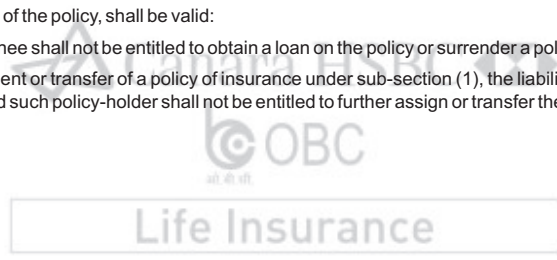 of the policy, shall be valid:
nee shall not be entitled to obtain a loan on the policy or surrender a pol
ent or transfer of a policy of insurance under sub-section (1), the liabili
d such policy-holder shall not be entitled to further assign or transfer the
Canara HSBC
OBC
ओ.बी.सी.
Life Insurance